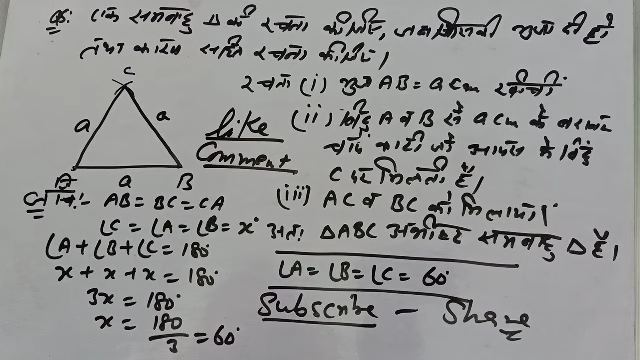 प्र: एक समबाहु Δ की रचना कीजिए, जब जिसकी भुजा दी हो
तथा कारण सहित रचना कीजिए।
रचना (i) भुजा AB = a cm खींची
(ii) बिंदु A व B से a cm के बराबर
चाप काटी जो आपस में बिंदु
C पर मिलती है।
(iii) AC व BC को मिलाया।
अतः ΔABC अभीष्ट समबाहु Δ है।
C
a a
A a B
Like
Comment
AB = BC = CA
∠C = ∠A = ∠B = x°
∠A + ∠B + ∠C = 180°
x + x + x = 180°
3x = 180°
x = 180/3 = 60°
∠A = ∠B = ∠C = 60°
Subscribe - Share